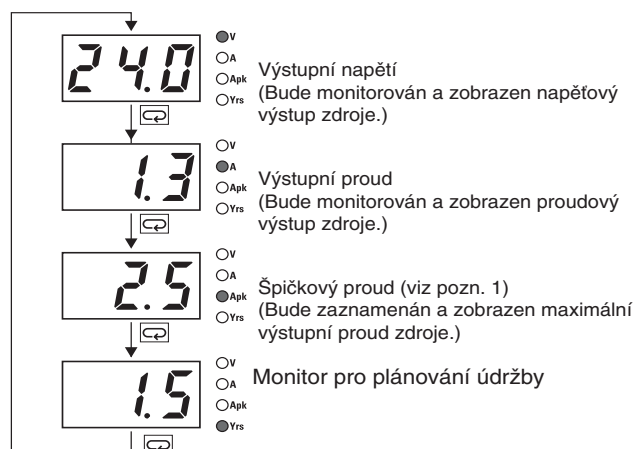 24.0
V
A
Apk
Yrs
Výstupní napětí
(Bude monitorován a zobrazen napěťový
výstup zdroje.)
1.3
V
A
Apk
Yrs
Výstupní proud
(Bude monitorován a zobrazen proudový
výstup zdroje.)
2.5
V
A
Apk
Yrs
Špičkový proud (viz pozn. 1)
(Bude zaznamenán a zobrazen maximální
výstupní proud zdroje.)
1.5
V
A
Apk
Yrs
Monitor pro plánování údržby